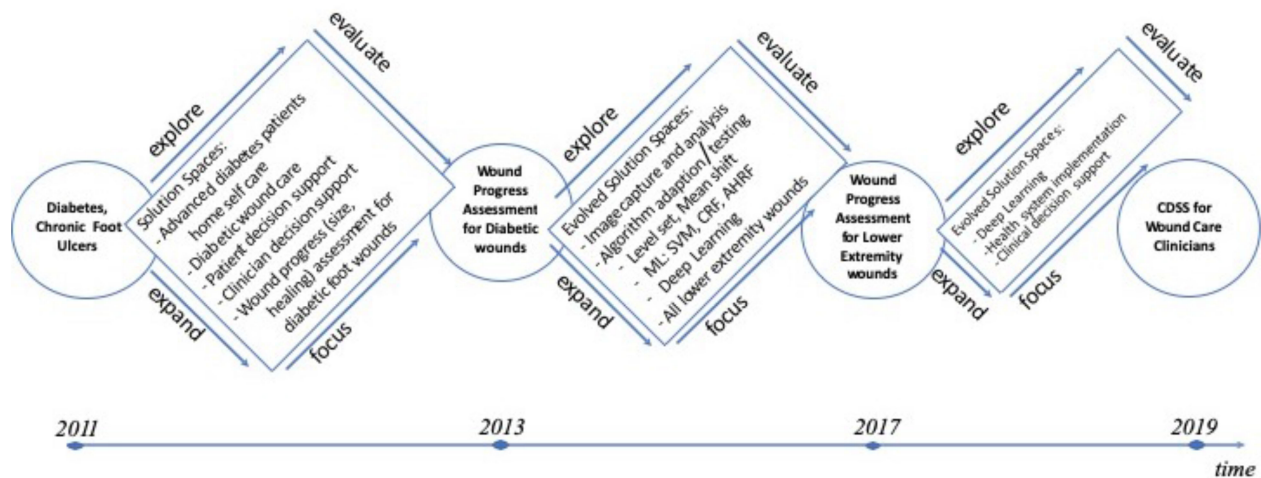 explore
evaluate
Diabetes,
Chronic Foot
Ulcers
Solution Spaces:
- Advanced diabetes patients
home self care
- Diabetic wound care
- Patient decision support
- Clinician decision support
- Wound progress (size,
healing) assessment for
diabetic foot wounds
expand
focus
Wound
Progress
Assessment
for Diabetic
wounds
explore
evaluate
Evolved Solution Spaces:
- Image capture and analysis
- Algorithm adaption/testing
- Level set, Mean shift
ML: SVM, CRF, AHRF
- Deep Learning
- All lower extremity wounds
expand
focus
Wound
Progress
Assessment
for Lower
Extremity
wounds
explore
evaluate
Evolved Solution Spaces:
- Deep Learning
- Health system implementation
- Clinical decision support
expand
focus
CDSS for
Wound Care
Clinicians
2011
2013
2017
2019
time